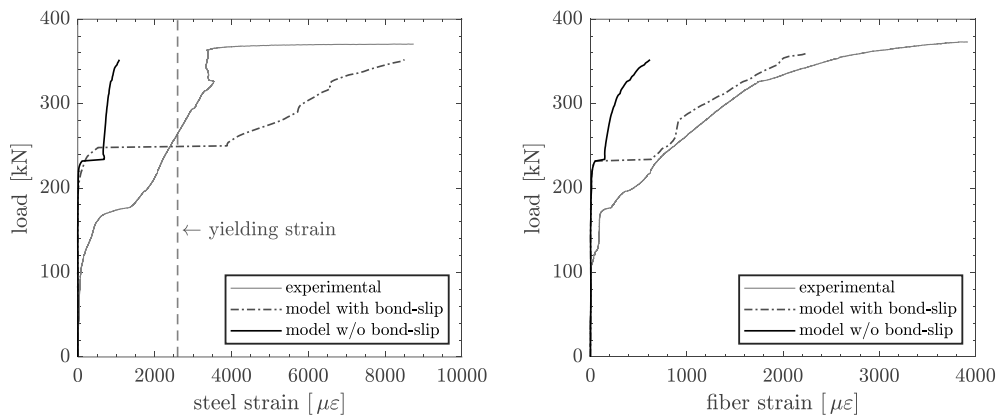 400
300
200
100
0
load [kN]
← yielding strain
experimental
model with bond-slip
model w/o bond-slip
0 2000 4000 6000 8000 10000
steel strain [με]
400
300
200
100
0
load [kN]
experimental
model with bond-slip
model w/o bond-slip
0 1000 2000 3000 4000
fiber strain [με]